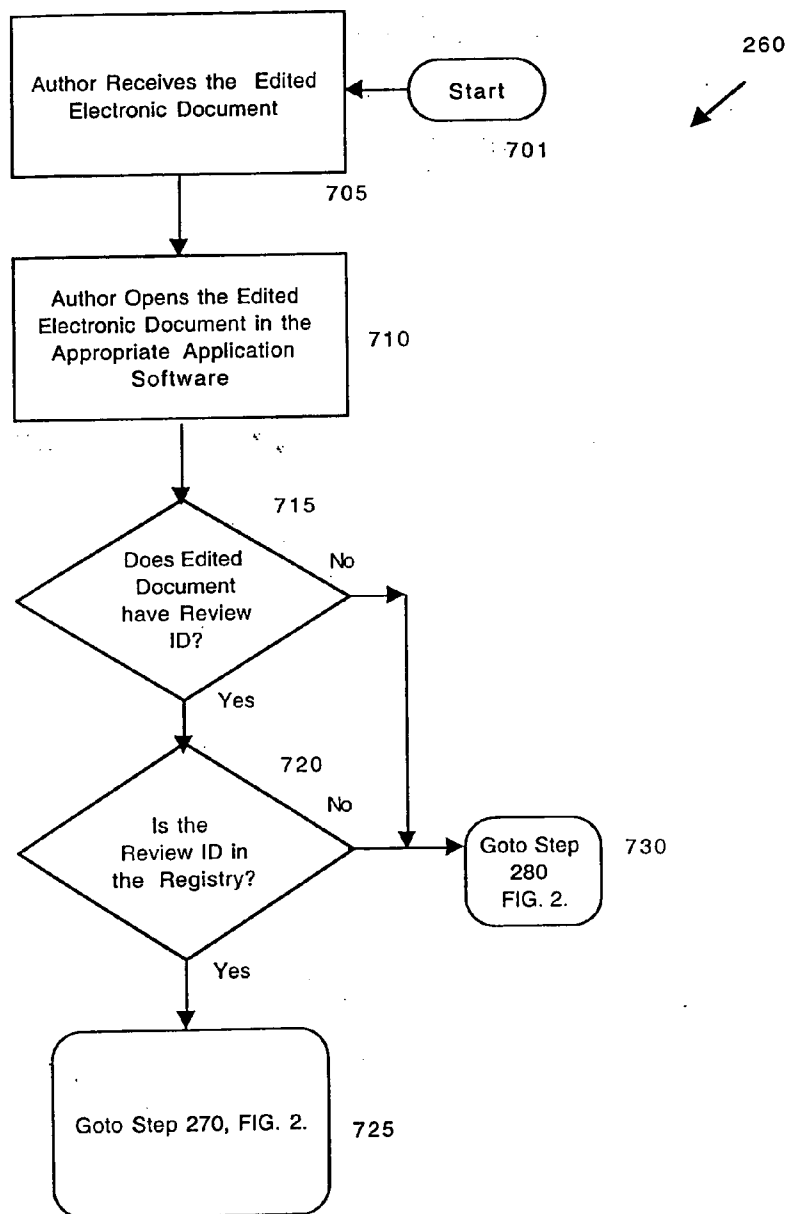 260
Start
701
Author Receives the Edited
Electronic Document
705
Author Opens the Edited
Electronic Document in the
Appropriate Application
Software
710
715
Does Edited
Document
have Review
ID?
No
Yes
720
Is the
Review ID in
the Registry?
No
Goto Step
280
FIG. 2.
730
Yes
Goto Step 270, FIG. 2.
725